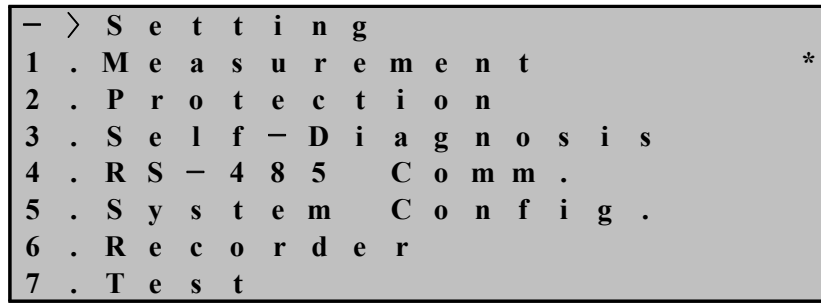 -> Setting
1.Measurement *
2.Protection
3.Self-Diagnosis
4.RS-485 Comm.
5.System Config.
6.Recorder
7.Test